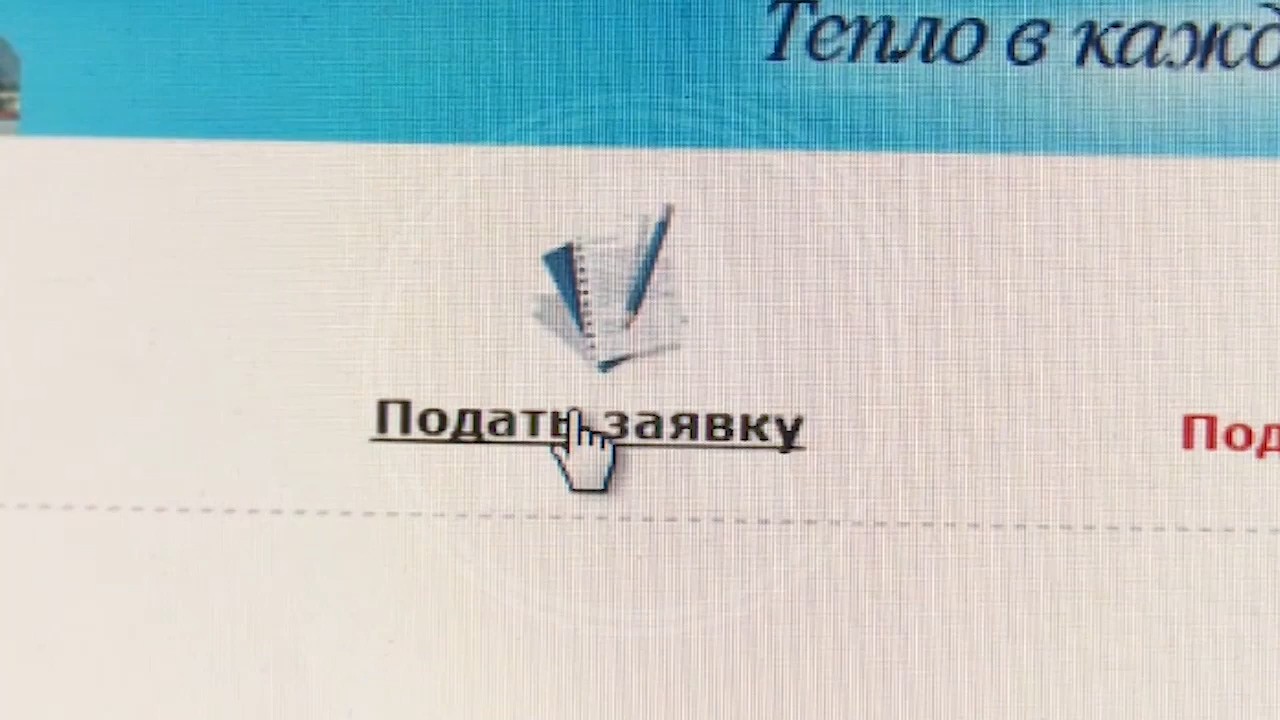 Тепло в кажд
Подать заявку
Под